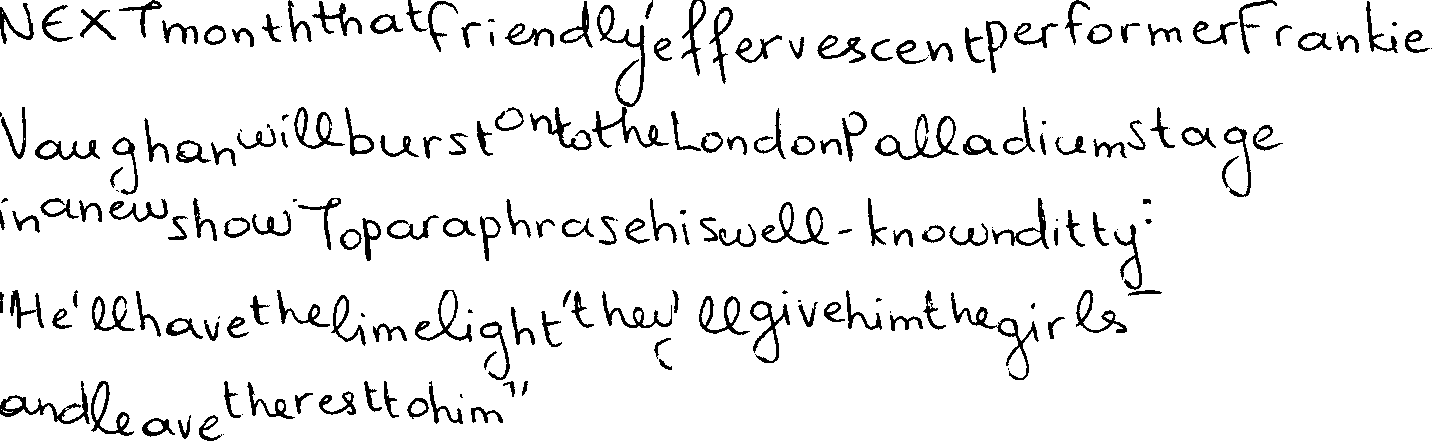 NEXT month that friendly, effervescent performer Frankie
Vaughan will burst onto the London Palladium stage
in a new show. To paraphrase his well-known ditty:
"He'll have the limelight, they'll give him the girls -
and leave the rest to him"